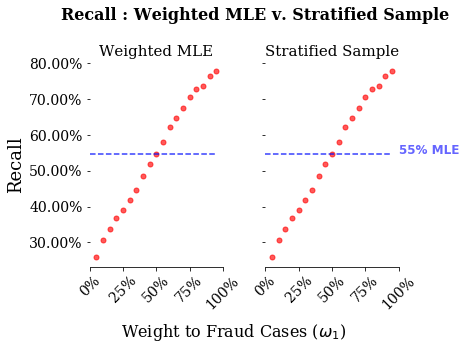 Recall : Weighted MLE v. Stratified Sample
Weighted MLE
Stratified Sample
80.00%
70.00%
60.00%
50.00%
40.00%
30.00%
Recall
55% MLE
0%
25%
50%
75%
100%
0%
25%
50%
75%
100%
Weight to Fraud Cases (ω₁)